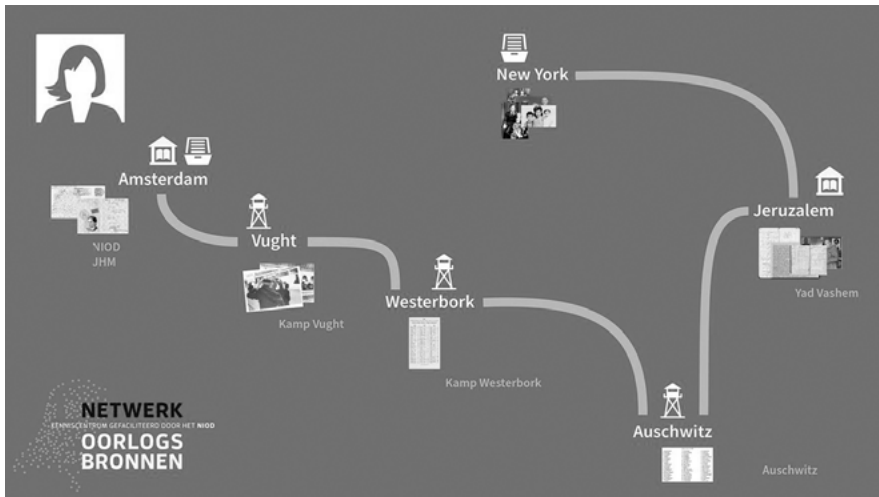 New York
Amsterdam
Jeruzalem
NIOD
JHM
Vught
Yad Vashem
Westerbork
Kamp Vught
Kamp Westerbork
NETWERK
KENNISCENTRUM GEFACILITEERD DOOR HET NIOD
OORLOGS
BRONNEN
Auschwitz
Auschwitz